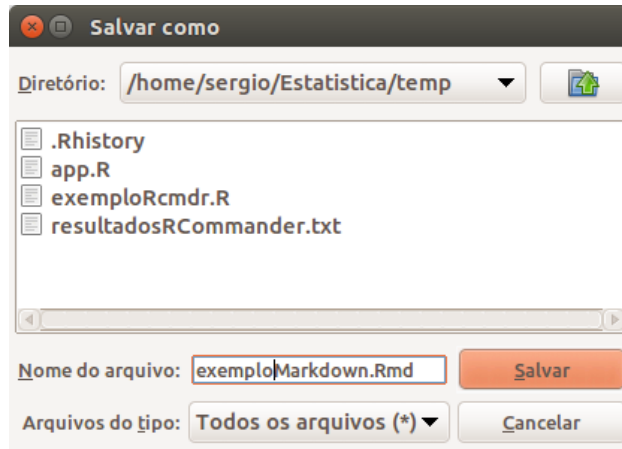 Salvar como
Diretório: /home/sergio/Estatistica/temp
.Rhistory
app.R
exemploRcmdr.R
resultadosRCommander.txt
Nome do arquivo: exemploMarkdown.Rmd Salvar
Arquivos do tipo: Todos os arquivos (*) Cancelar